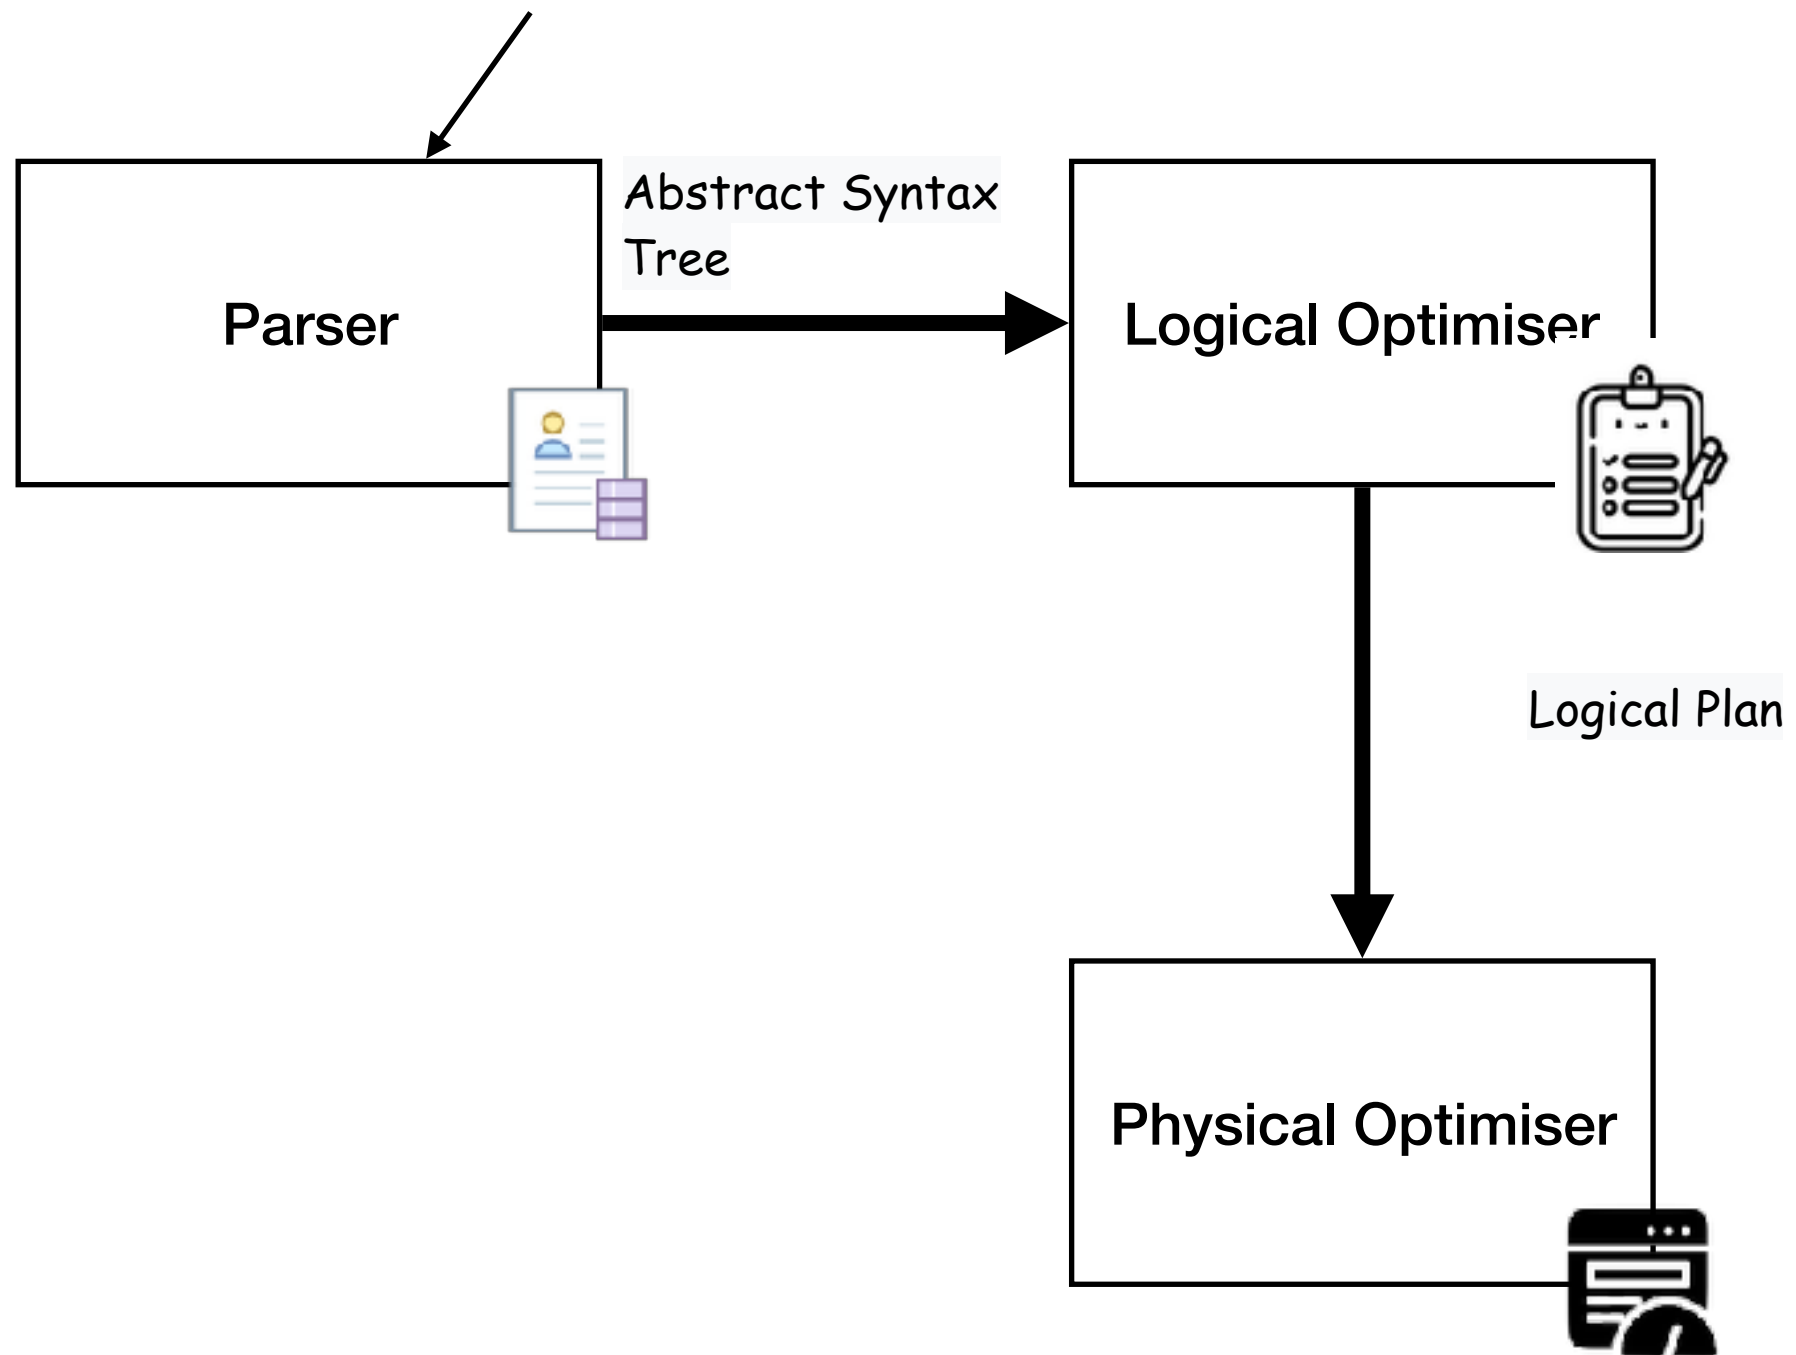 Abstract Syntax
Tree
Parser
Logical Optimiser
Logical Plan
Physical Optimiser